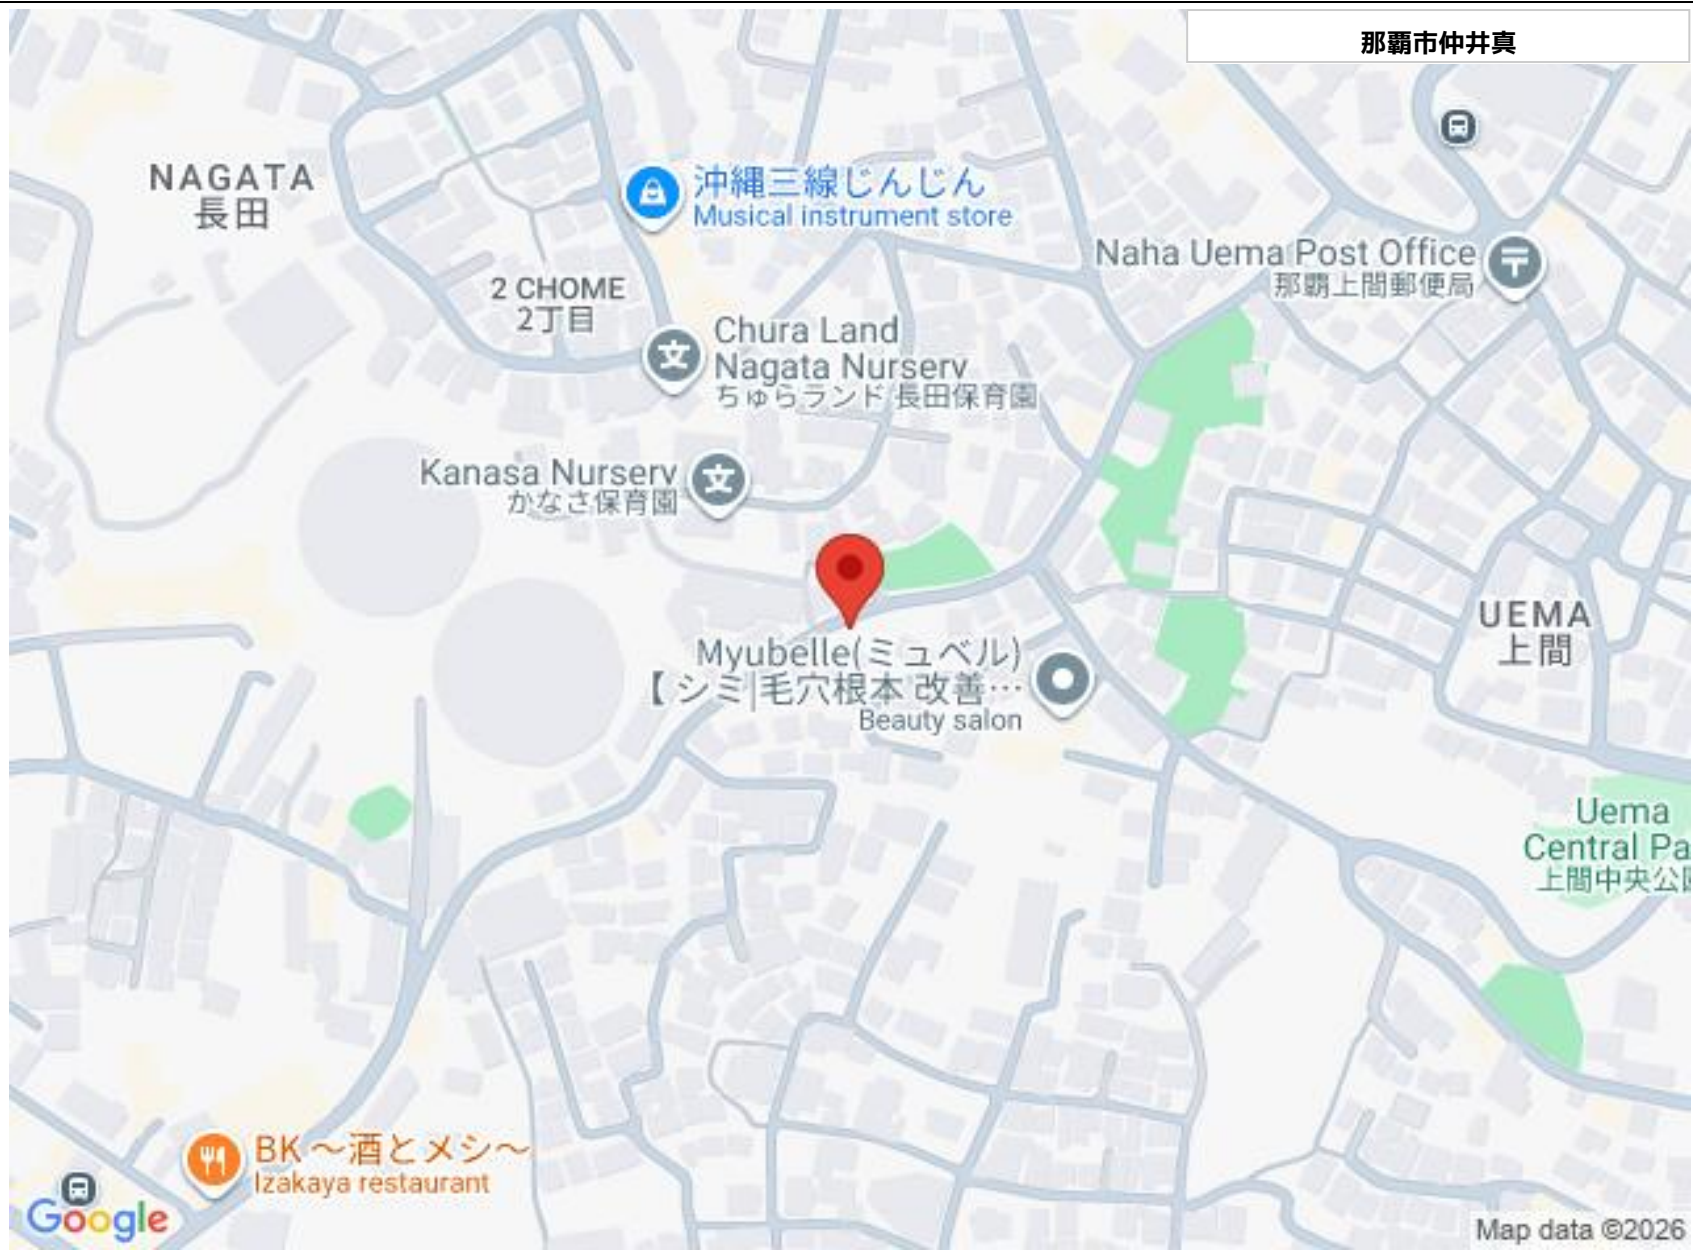 那覇市仲井真
NAGATA
長田
沖縄三線じんじん
Musical instrument store
Naha Uema Post Office
那覇上間郵便局
2 CHOME
2丁目
Chura Land
Nagata Nurserv
ちゅらランド 長田保育園
Kanasa Nurserv
かなさ保育園
UEMA
上間
Myubelle(ミュベル)
【 シミ|毛穴根本 改善…
Beauty salon
Uema
Central Pa
上間中央公園
BK 〜酒とメシ〜
Izakaya restaurant
Google
Map data ©2026